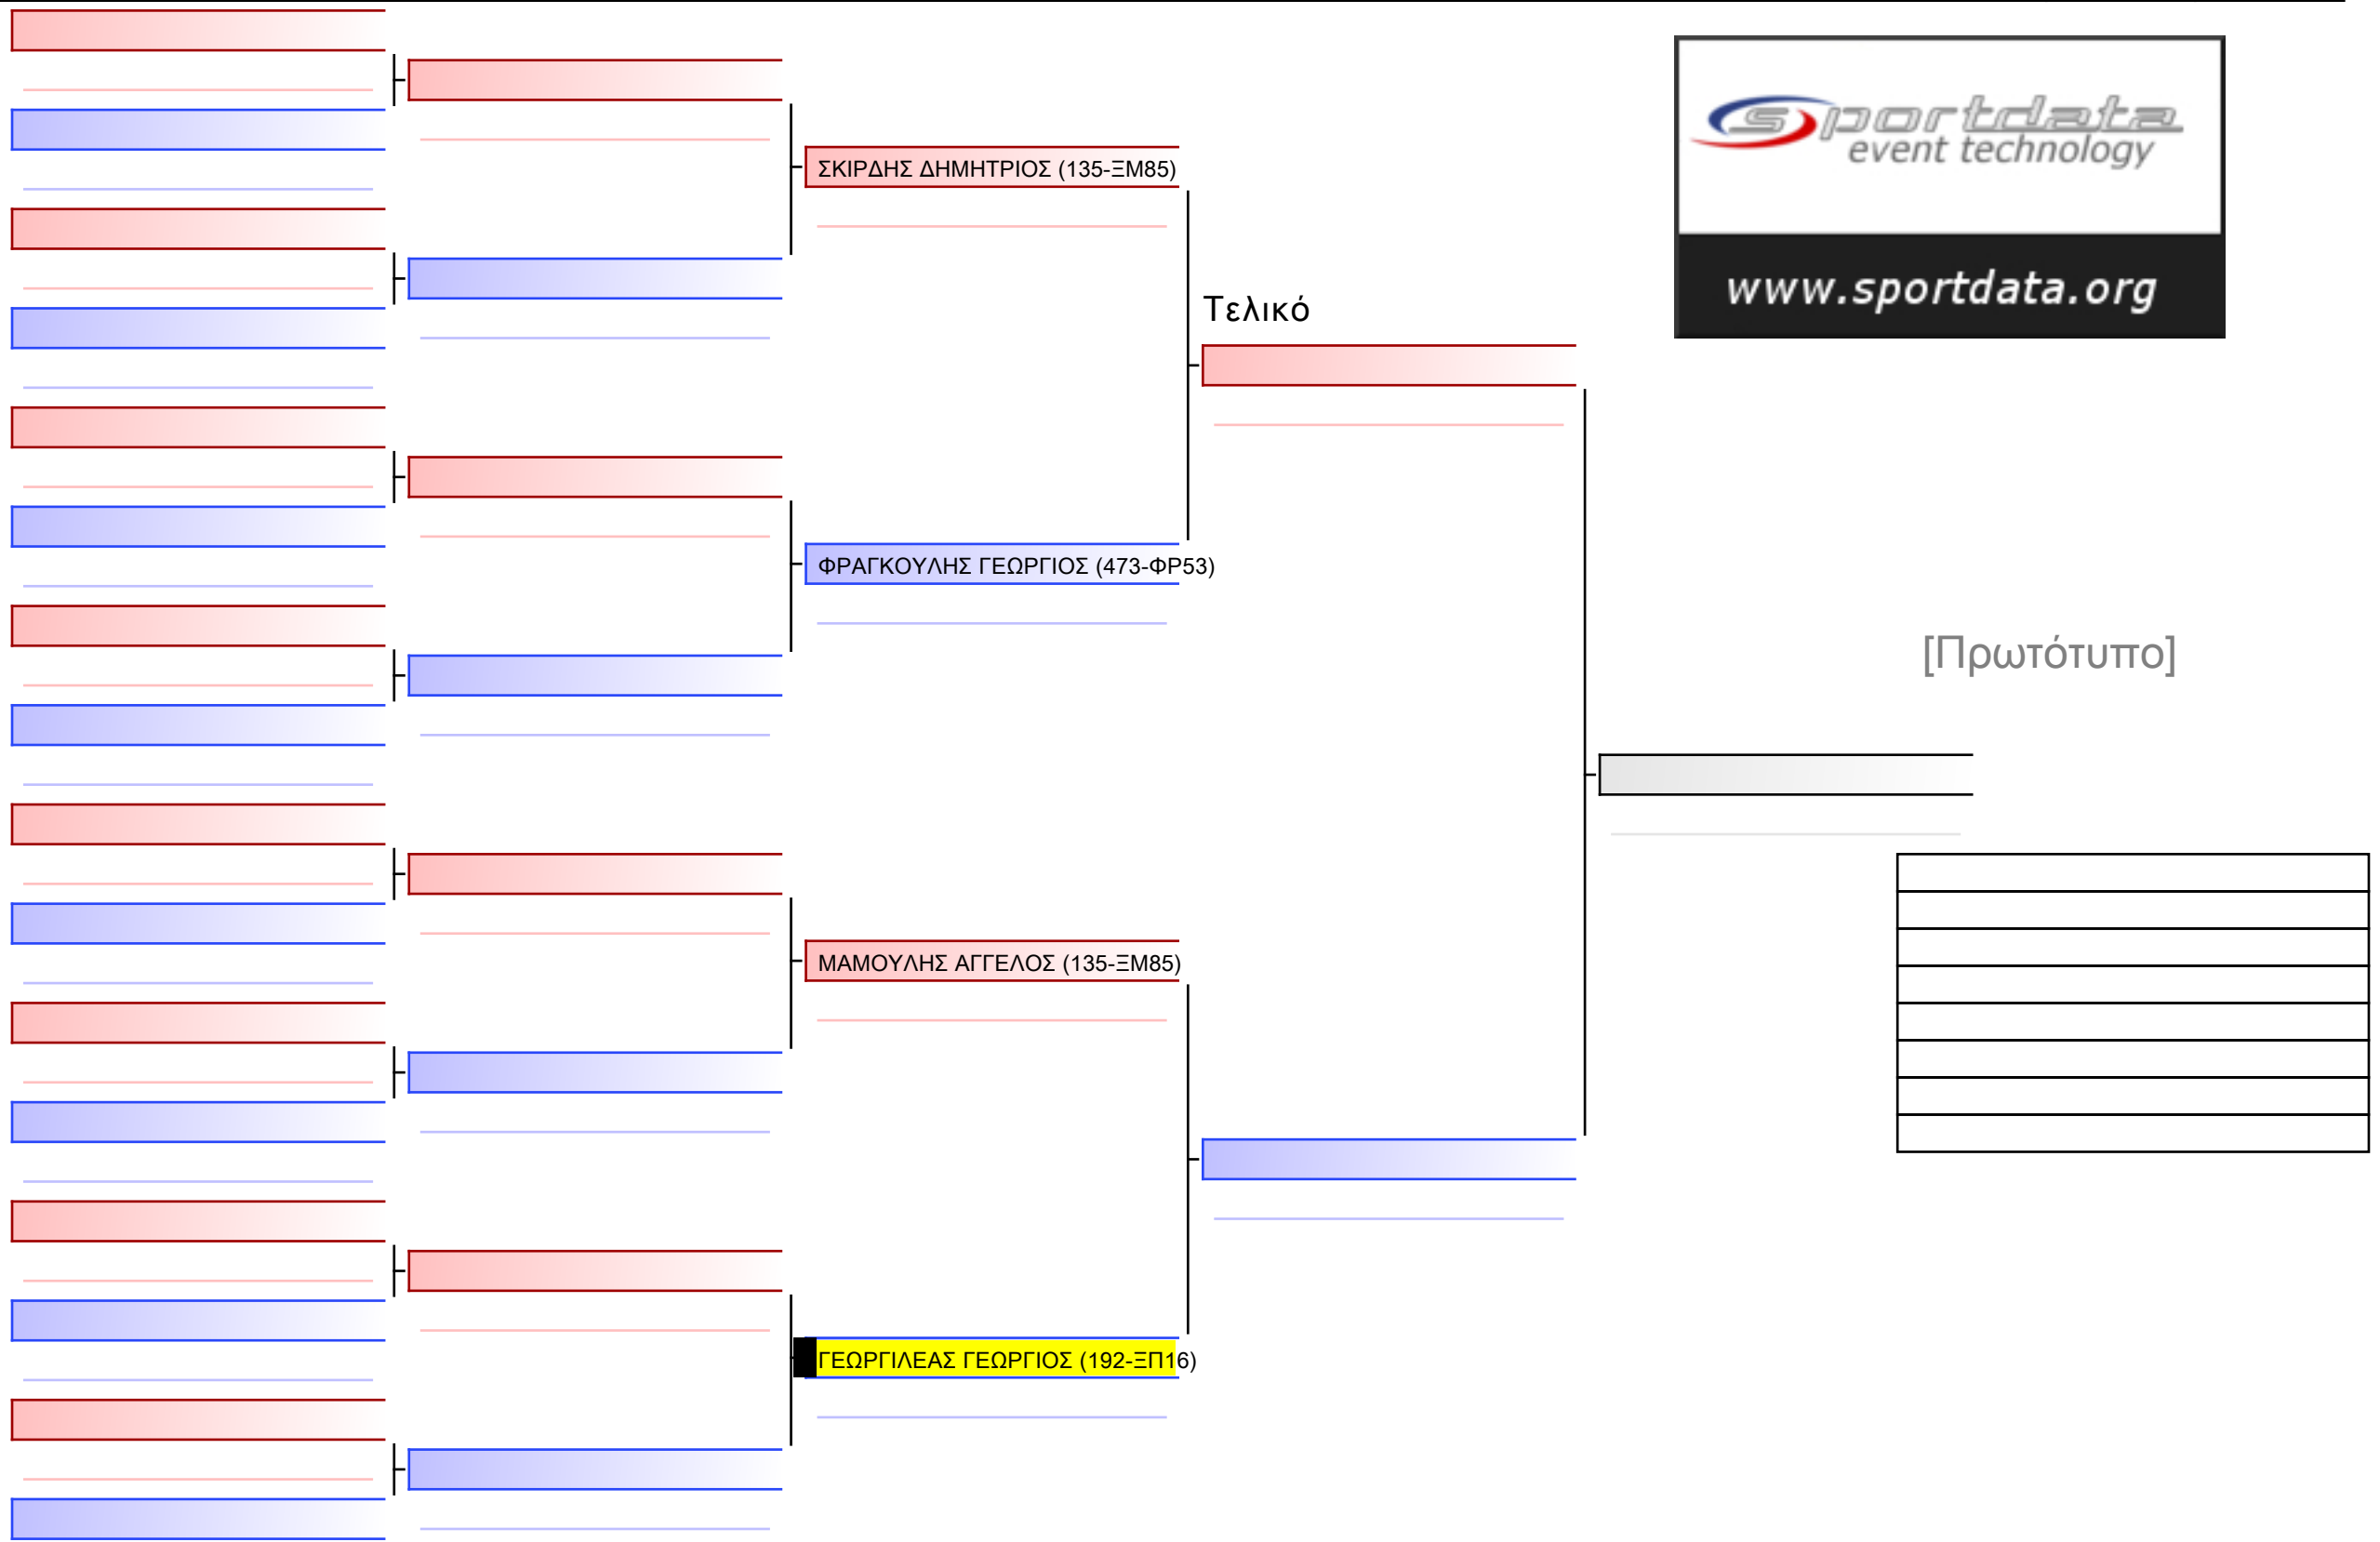 sportdata
event technology
www.sportdata.org
ΣΚΙΡΔΗΣ ΔΗΜΗΤΡΙΟΣ (135-ΞΜ85)
Τελικό
ΦΡΑΓΚΟΥΛΗΣ ΓΕΩΡΓΙΟΣ (473-ΦΡ53)
[Πρωτότυπο]
ΜΑΜΟΥΛΗΣ ΑΓΓΕΛΟΣ (135-ΞΜ85)
ΓΕΩΡΓΙΛΕΑΣ ΓΕΩΡΓΙΟΣ (192-ΞΠ16)